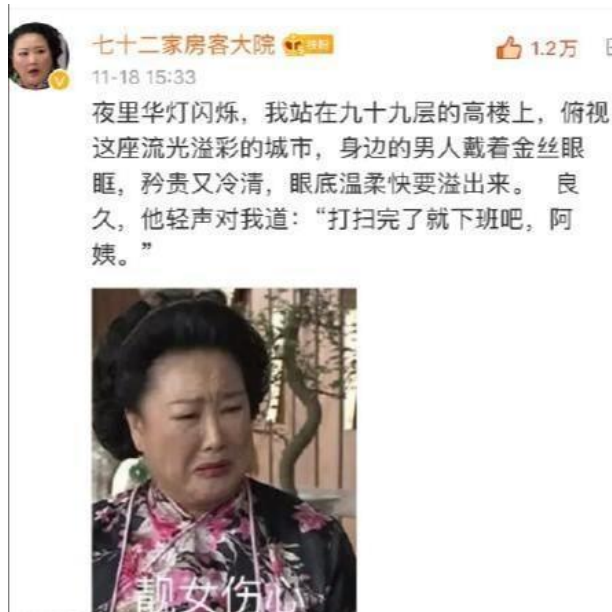 七十二家房客大院
1.2万
11-18 15:33
夜里华灯闪烁，我站在九十九层的高楼上，俯视
这座流光溢彩的城市，身边的男人戴着金丝眼
眶，矜贵又冷清，眼底温柔快要溢出来。 良
久，他轻声对我道：“打扫完了就下班吧，阿
姨。”
靓女伤心